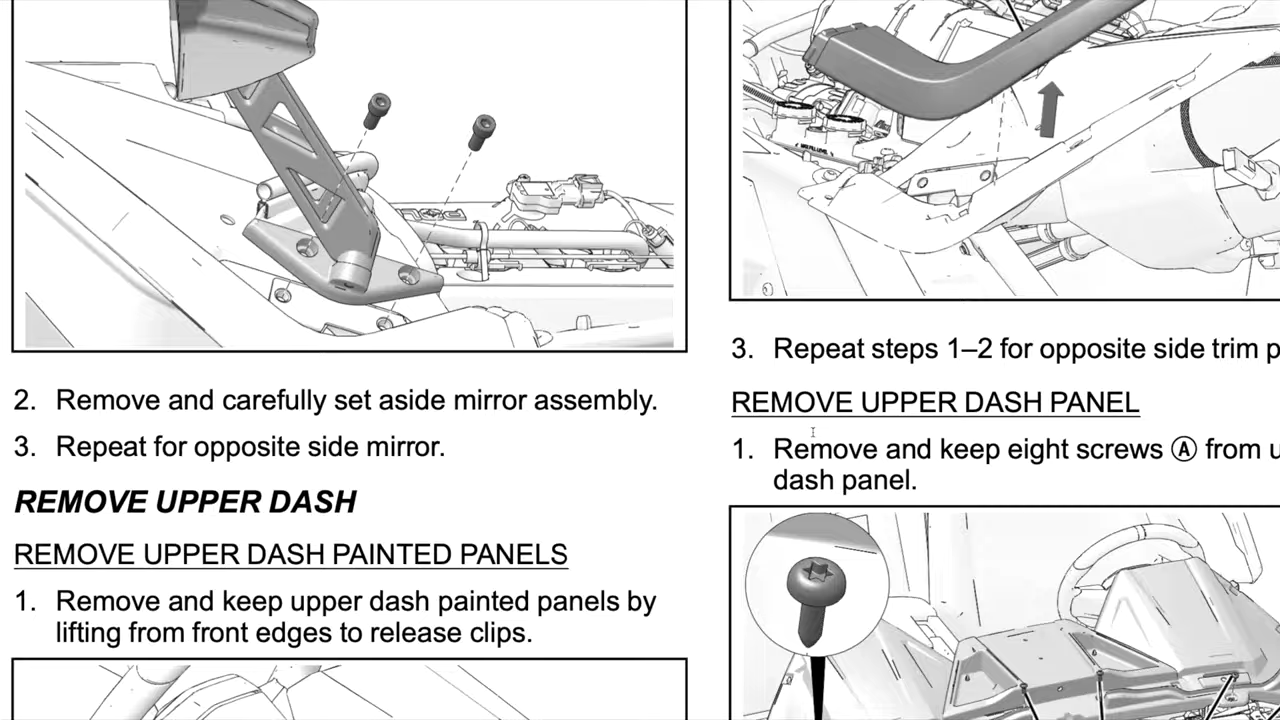 2. Remove and carefully set aside mirror assembly.
3. Repeat for opposite side mirror.
REMOVE UPPER DASH
REMOVE UPPER DASH PAINTED PANELS
1. Remove and keep upper dash painted panels by
lifting from front edges to release clips.
3. Repeat steps 1–2 for opposite side trim p
REMOVE UPPER DASH PANEL
1. Remove and keep eight screws Ⓐ from u
dash panel.